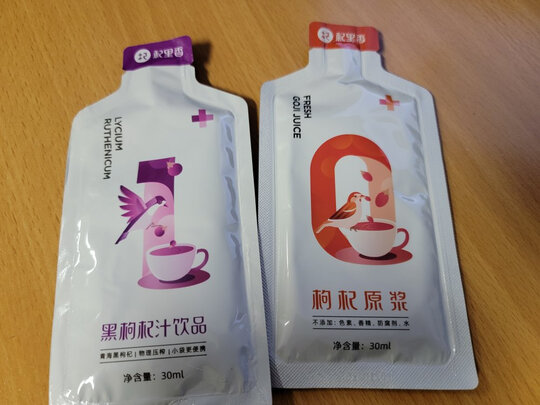 杞里香
LYCIUM
RUTHENICUM
黑枸杞汁饮品
青海黑枸杞 | 物理压榨 | 小袋更便携
净含量：30ml
杞里香
FRESH
GOJI JUICE
枸杞原浆
不添加：色素、香精、防腐剂、水
净含量：30ml